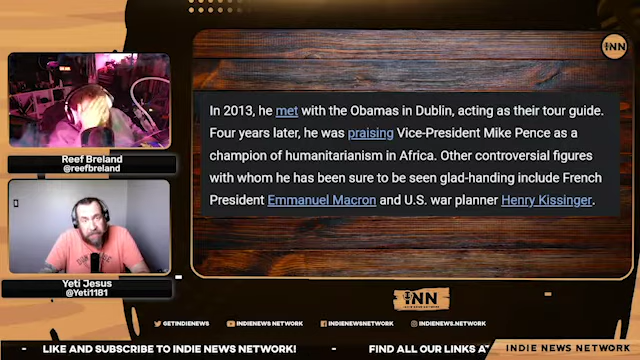 INN
In 2013, he met with the Obamas in Dublin, acting as their tour guide.
Four years later, he was praising Vice-President Mike Pence as a
champion of humanitarianism in Africa. Other controversial figures
with whom he has been sure to be seen glad-handing include French
President Emmanuel Macron and U.S. war planner Henry Kissinger.
Reef Breland
@reefbreland
Yeti Jesus
@Yeti1181
INN
INDIE NEWS NETWORK
GETINDIENEWS
INDIENEWS NETWORK
INDIENEWSNETWORK
INDIENEWS.NETWORK
- LIKE AND SUBSCRIBE TO INDIE NEWS NETWORK! - FIND ALL OUR LINKS AT
INDIE NEWS NETWORK